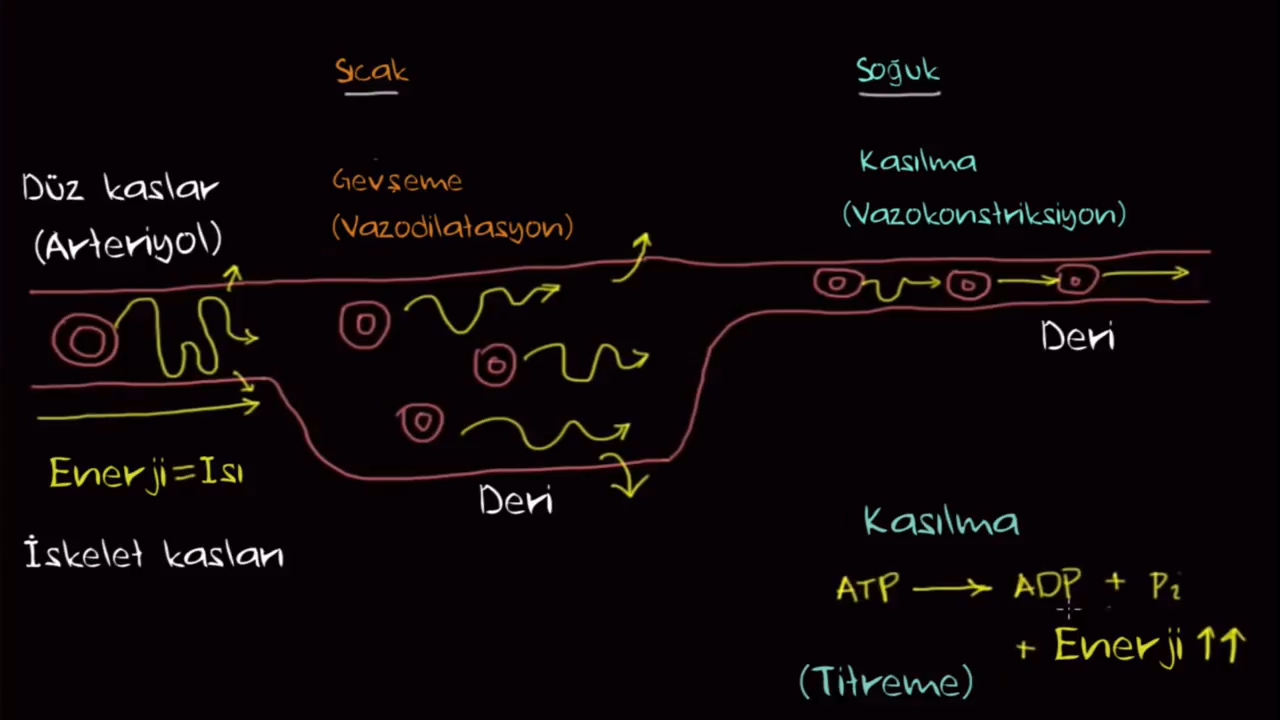 Sıcak
Soğuk
Düz kaslar
(Arteriyol)
Gevşeme
(Vazodilatasyon)
Kasılma
(Vazokonstriksiyon)
Deri
Enerji=Isı
Deri
İskelet kasları
Kasılma
ATP → ADP + Pi
+ Enerji ↑↑
(Titreme)